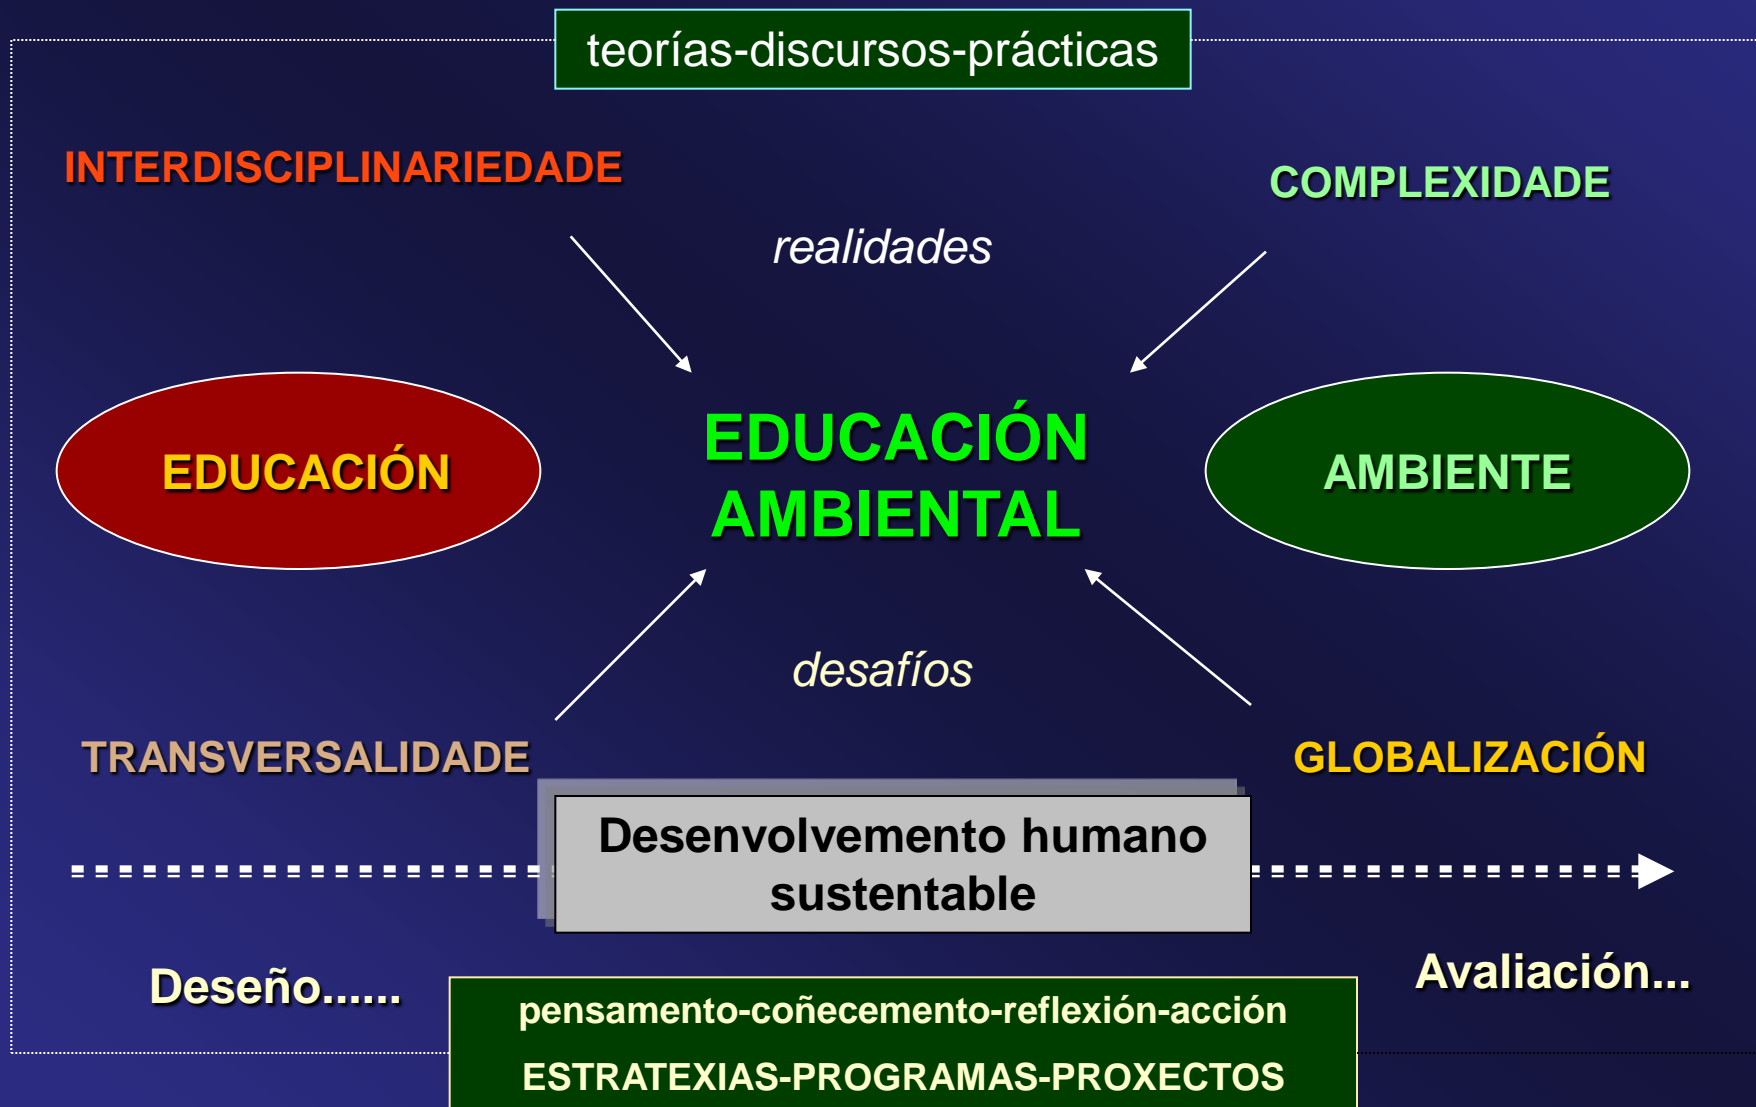 teorías-discursos-prácticas
INTERDISCIPLINARIEDADE
COMPLEXIDADE
realidades
EDUCACIÓN
EDUCACIÓN
AMBIENTAL
AMBIENTE
desafíos
TRANSVERSALIDADE
GLOBALIZACIÓN
Desenvolvemento humano
sustentable
Deseño......
Avaliación...
pensamento-coñecemento-reflexión-acción
ESTRATEXIAS-PROGRAMAS-PROXECTOS